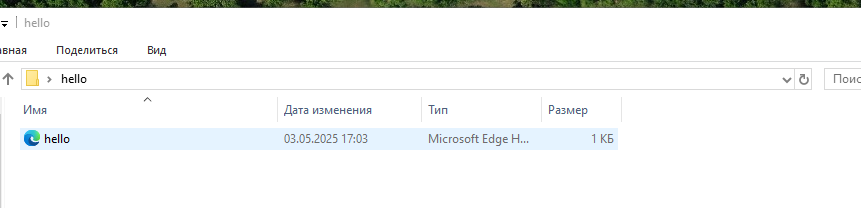 hello
авная Поделиться Вид
hello Поис
Имя Дата изменения Тип Размер
hello 03.05.2025 17:03 Microsoft Edge H... 1 КБ